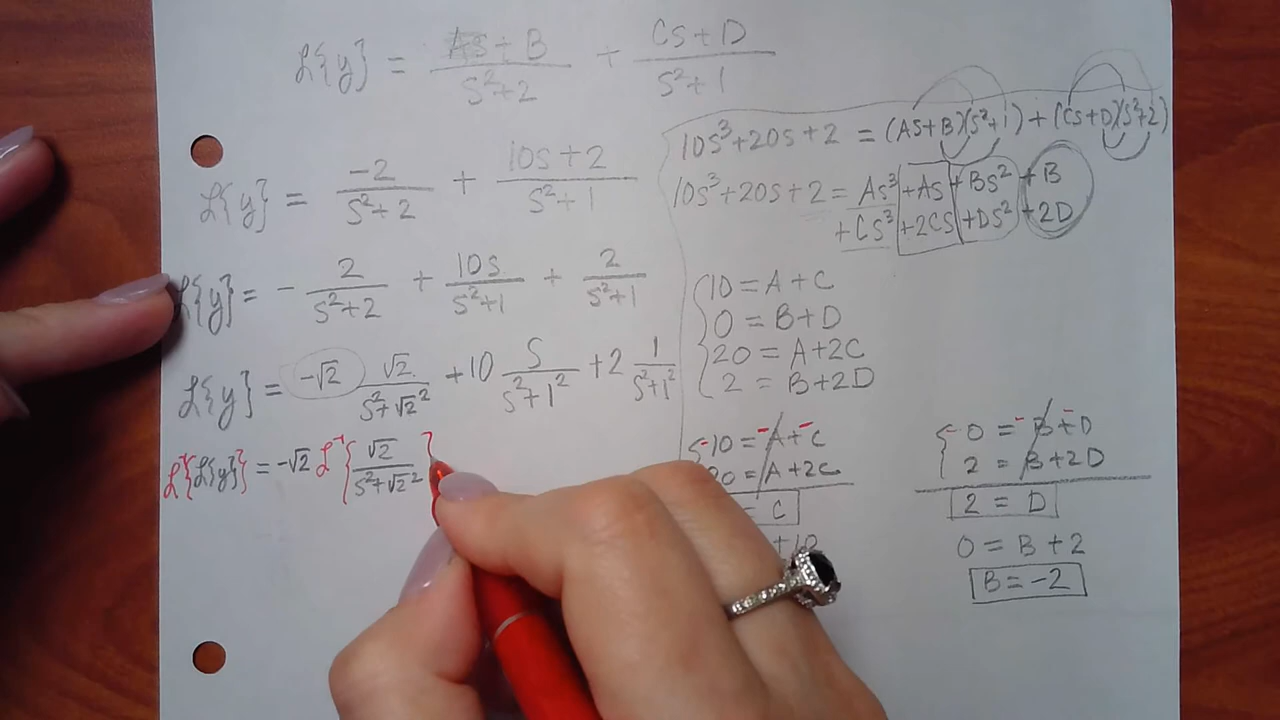 ℒ{y} = As+B/s²+2 + Cs+D/s²+1
ℒ{y} = -2/s²+2 + 10s+2/s²+1
ℒ{y} = - 2/s²+2 + 10s/s²+1 + 2/s²+1
ℒ{y} = -√2 √2/s²+√2² + 10 s/s²+1² + 2 1/s²+1²
ℒ⁻¹{ℒ{y}} = -√2 ℒ⁻¹{√2/s²+√2²}
10s³+20s+2 = (As+B)(s²+1) + (Cs+D)(s²+2)
10s³+20s+2 = As³+As+Bs²+B
+Cs³+2Cs+Ds²+2D
10 = A+C
0 = B+D
20 = A+2C
2 = B+2D
-10 = -A+-C
20 = A+2C
= C
+10
-0 = -B+-D
2 = B+2D
2 = D
0 = B+2
B = -2